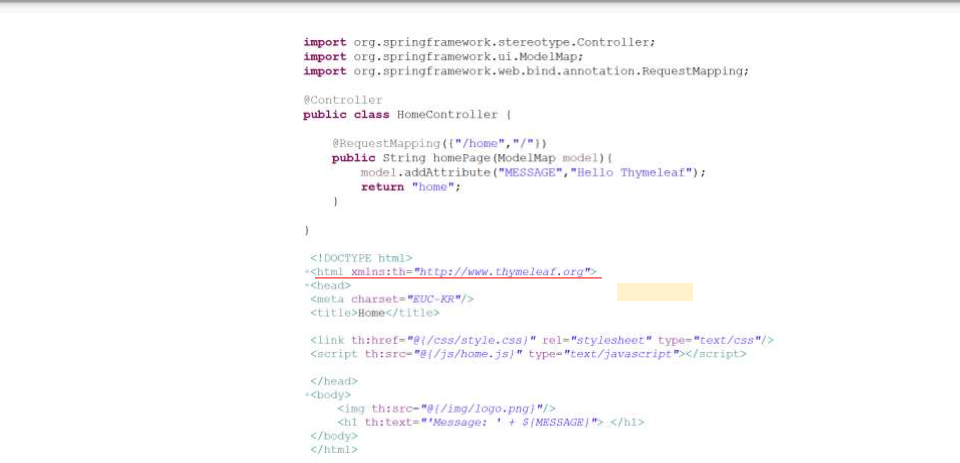 import org.springframework.stereotype.Controller;
import org.springframework.ui.ModelMap;
import org.springframework.web.bind.annotation.RequestMapping;
@Controller
public class HomeController {
@RequestMapping({"/home","/"})
public String homePage(ModelMap model){
model.addAttribute("MESSAGE","Hello Thymeleaf");
return "home";
}
}
<!DOCTYPE html>
<html xmlns:th="http://www.thymeleaf.org">
<head>
<meta charset="EUC-KR"/>
<title>Home</title>
<link th:href="@{/css/style.css}" rel="stylesheet" type="text/css"/>
<script th:src="@{/js/home.js}" type="text/javascript"></script>
</head>
<body>
<img th:src="@{/img/logo.png}"/>
<h1 th:text="'Message: ' + ${MESSAGE}"> </h1>
</body>
</html>